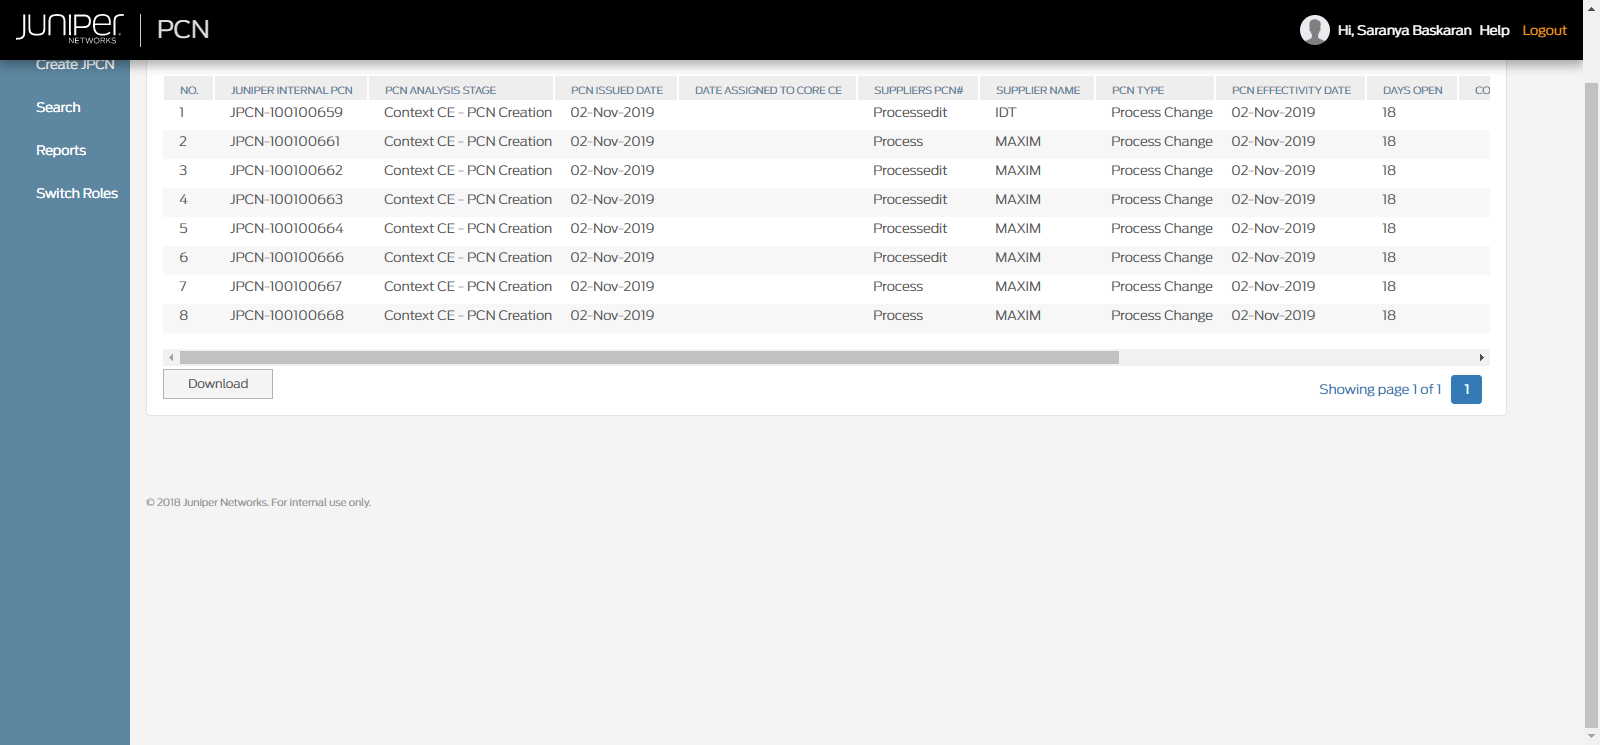 JUNIPER NETWORKS | PCN Hi, Saranya Baskaran Help Logout
Create JPCN
Search
Reports
Switch Roles
NO. JUNIPER INTERNAL PCN PCN ANALYSIS STAGE PCN ISSUED DATE DATE ASSIGNED TO CORE CE SUPPLIERS PCN# SUPPLIER NAME PCN TYPE PCN EFFECTIVITY DATE DAYS OPEN CO
1 JPCN-100100659 Context CE - PCN Creation 02-Nov-2019 Processedit IDT Process Change 02-Nov-2019 18
2 JPCN-100100661 Context CE - PCN Creation 02-Nov-2019 Process MAXIM Process Change 02-Nov-2019 18
3 JPCN-100100662 Context CE - PCN Creation 02-Nov-2019 Processedit MAXIM Process Change 02-Nov-2019 18
4 JPCN-100100663 Context CE - PCN Creation 02-Nov-2019 Processedit MAXIM Process Change 02-Nov-2019 18
5 JPCN-100100664 Context CE - PCN Creation 02-Nov-2019 Processedit MAXIM Process Change 02-Nov-2019 18
6 JPCN-100100666 Context CE - PCN Creation 02-Nov-2019 Processedit MAXIM Process Change 02-Nov-2019 18
7 JPCN-100100667 Context CE - PCN Creation 02-Nov-2019 Process MAXIM Process Change 02-Nov-2019 18
8 JPCN-100100668 Context CE - PCN Creation 02-Nov-2019 Process MAXIM Process Change 02-Nov-2019 18
Download
Showing page 1 of 1 1
© 2018 Juniper Networks. For internal use only.